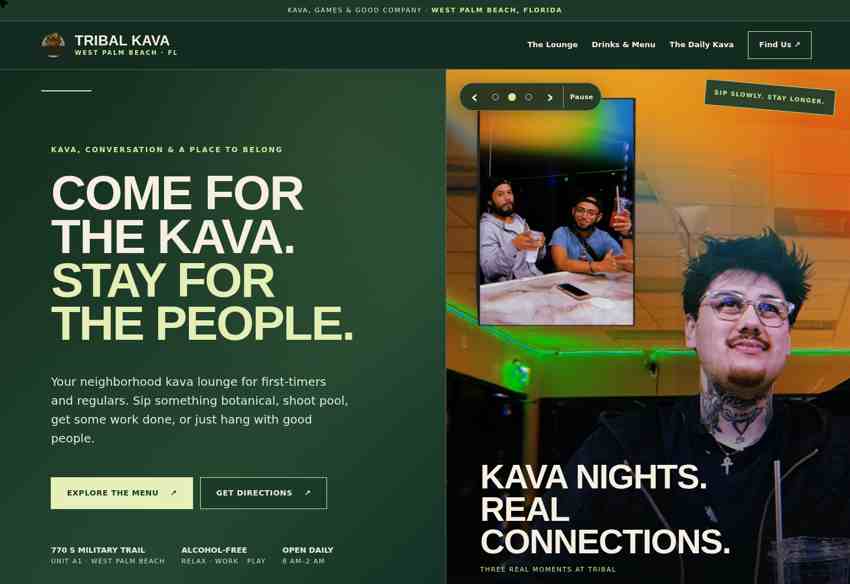 KAVA, GAMES & GOOD COMPANY · WEST PALM BEACH, FLORIDA
TRIBAL KAVA
WEST PALM BEACH · FL
The Lounge
Drinks & Menu
The Daily Kava
Find Us ↗
KAVA, CONVERSATION & A PLACE TO BELONG
COME FOR
THE KAVA.
STAY FOR
THE PEOPLE.
Your neighborhood kava lounge for first-timers
and regulars. Sip something botanical, shoot pool,
get some work done, or just hang with good
people.
EXPLORE THE MENU ↗
GET DIRECTIONS ↗
770 S MILITARY TRAIL
UNIT A1 · WEST PALM BEACH
ALCOHOL-FREE
RELAX · WORK · PLAY
OPEN DAILY
8 AM–2 AM
‹ › Pause
SIP SLOWLY. STAY LONGER.
KAVA NIGHTS.
REAL
CONNECTIONS.
THREE REAL MOMENTS AT TRIBAL